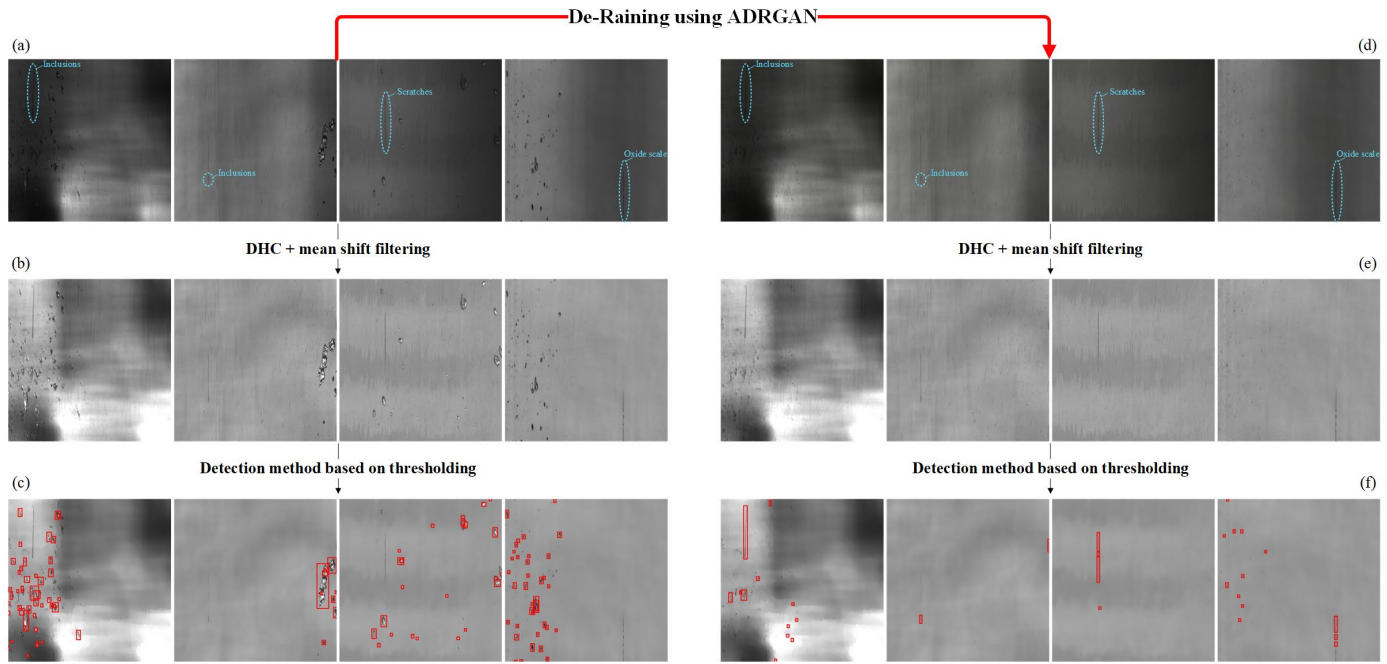 De-Raining using ADRGAN
(a)
(d)
Inclusions
Inclusions
Scratches
Oxide scale
Inclusions
Inclusions
Scratches
Oxide scale
DHC + mean shift filtering
DHC + mean shift filtering
(b)
(e)
Detection method based on thresholding
Detection method based on thresholding
(c)
(f)